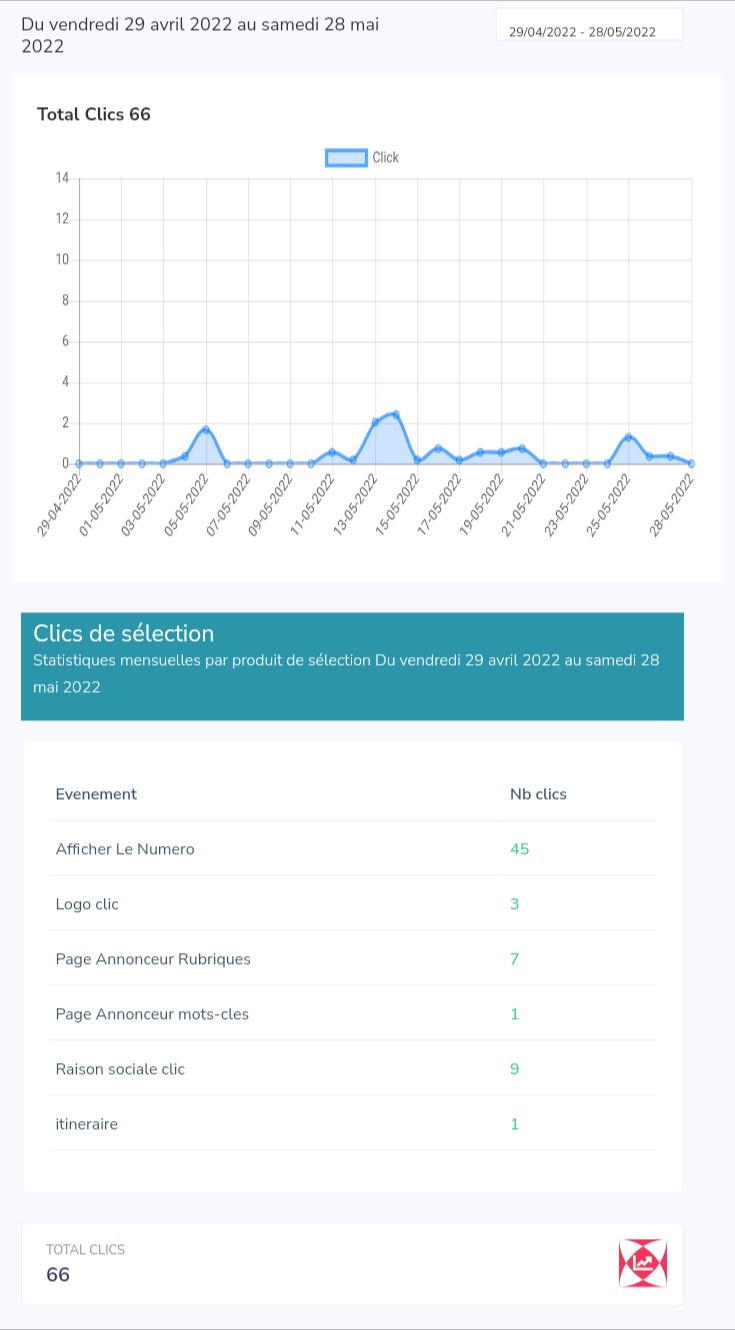 Du vendredi 29 avril 2022 au samedi 28 mai
2022
29/04/2022 - 28/05/2022
Total Clics 66
Click
14
12
10
8
6
4
2
0
29-04-2022
01-05-2022
03-05-2022
05-05-2022
07-05-2022
09-05-2022
11-05-2022
13-05-2022
15-05-2022
17-05-2022
19-05-2022
21-05-2022
23-05-2022
25-05-2022
28-05-2022
Clics de sélection
Statistiques mensuelles par produit de sélection Du vendredi 29 avril 2022 au samedi 28
mai 2022
Evenement Nb clics
Afficher Le Numero 45
Logo clic 3
Page Annonceur Rubriques 7
Page Annonceur mots-cles 1
Raison sociale clic 9
itineraire 1
TOTAL CLICS
66